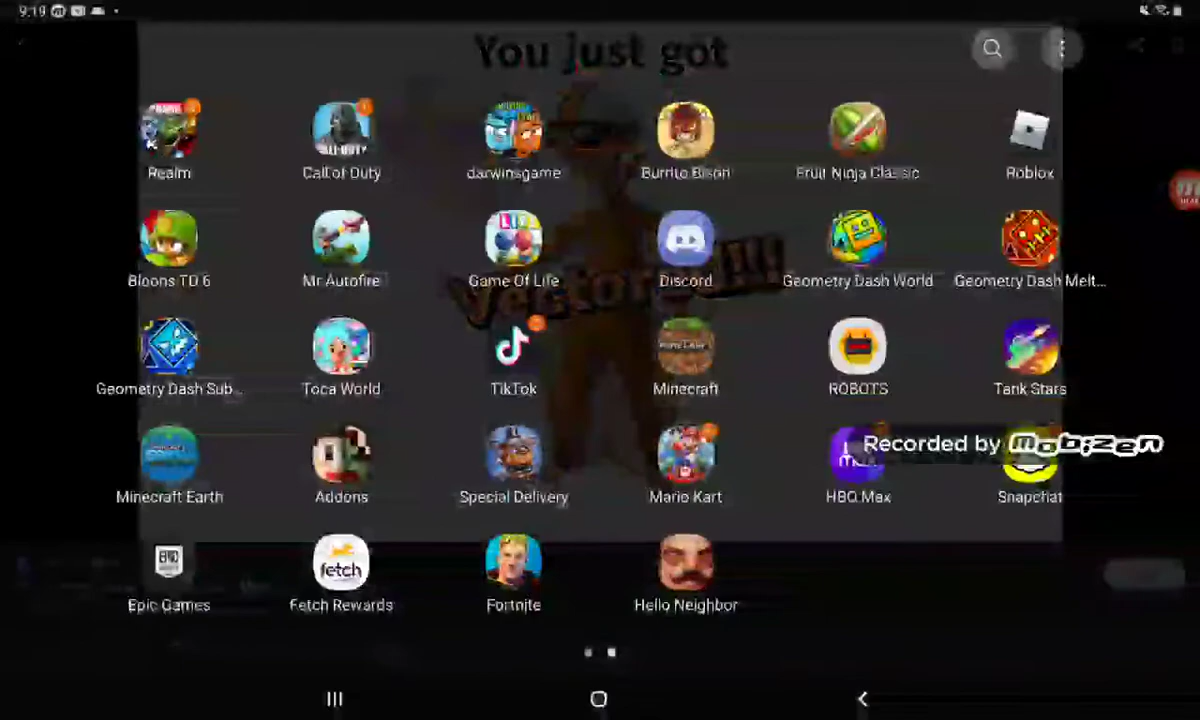 9:19
You just got
Realm
Call of Duty
darwinsgame
Burrito Bison
Fruit Ninja Classic
Roblox
Bloons TD 6
Mr Autofire
Game Of Life
Discord
Geometry Dash World
Geometry Dash Melt...
Vectored!!!!
Geometry Dash Sub...
Toca World
TikTok
Minecraft
ROBOTS
Tank Stars
Recorded by mobizen
Minecraft Earth
Addons
Special Delivery
Mario Kart
HBO Max
Snapchat
fetch
Epic Games
Fetch Rewards
Fortnite
Hello Neighbor